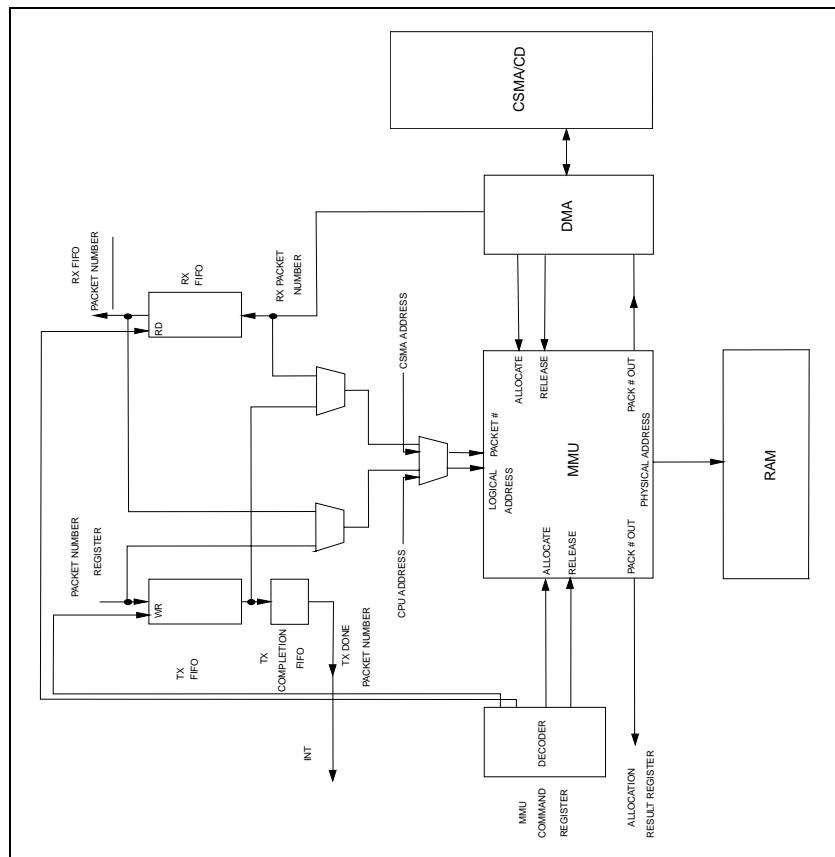 CSMA/CD
DMA
RX FIFO
PACKET NUMBER
RX
FIFO
RD
RX PACKET
NUMBER
CSMA ADDRESS
ALLOCATE
RELEASE
PACK # OUT
PACKET #
LOGICAL
ADDRESS
MMU
PHYSICAL ADDRESS
RAM
PACKET NUMBER
REGISTER
WR
TX
FIFO
TX
COMPLETION
FIFO
TX DONE
PACKET NUMBER
CPU ADDRESS
ALLOCATE
RELEASE
PACK # OUT
INT
DECODER
MMU
COMMAND
REGISTER
ALLOCATION
RESULT REGISTER